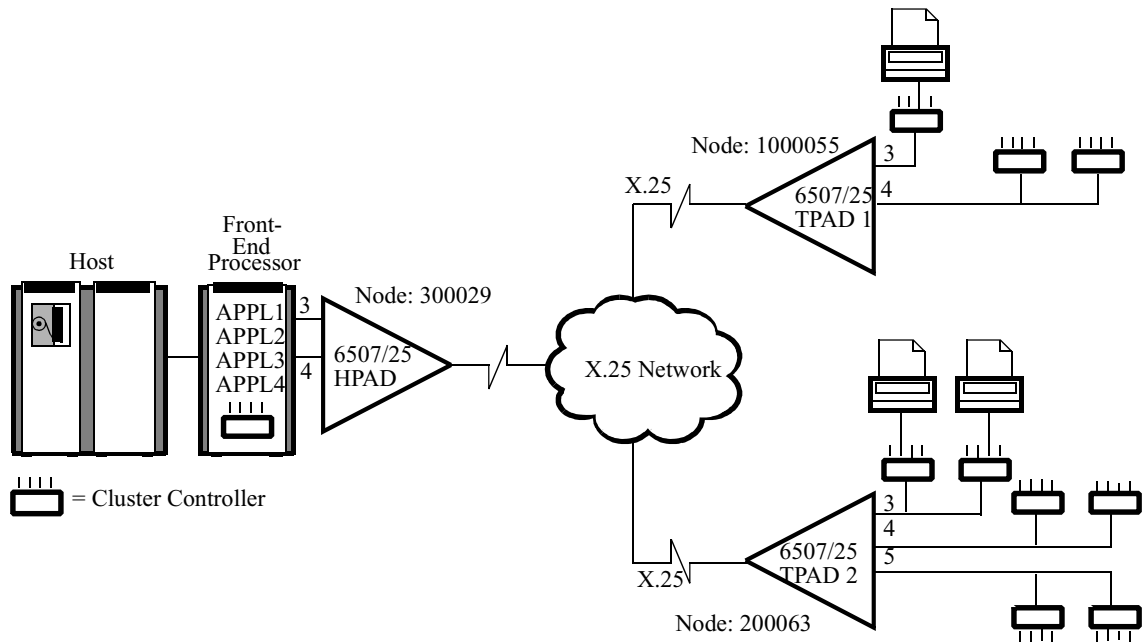 Node: 1000055
3
4
X.25
6507/25
TPAD 1
Front-
End
Processor
Host
Node: 300029
APPL1
APPL2
APPL3
APPL4
3
4
6507/25
HPAD
X.25 Network
= Cluster Controller
3
4
5
6507/25
TPAD 2
X.25
Node: 200063